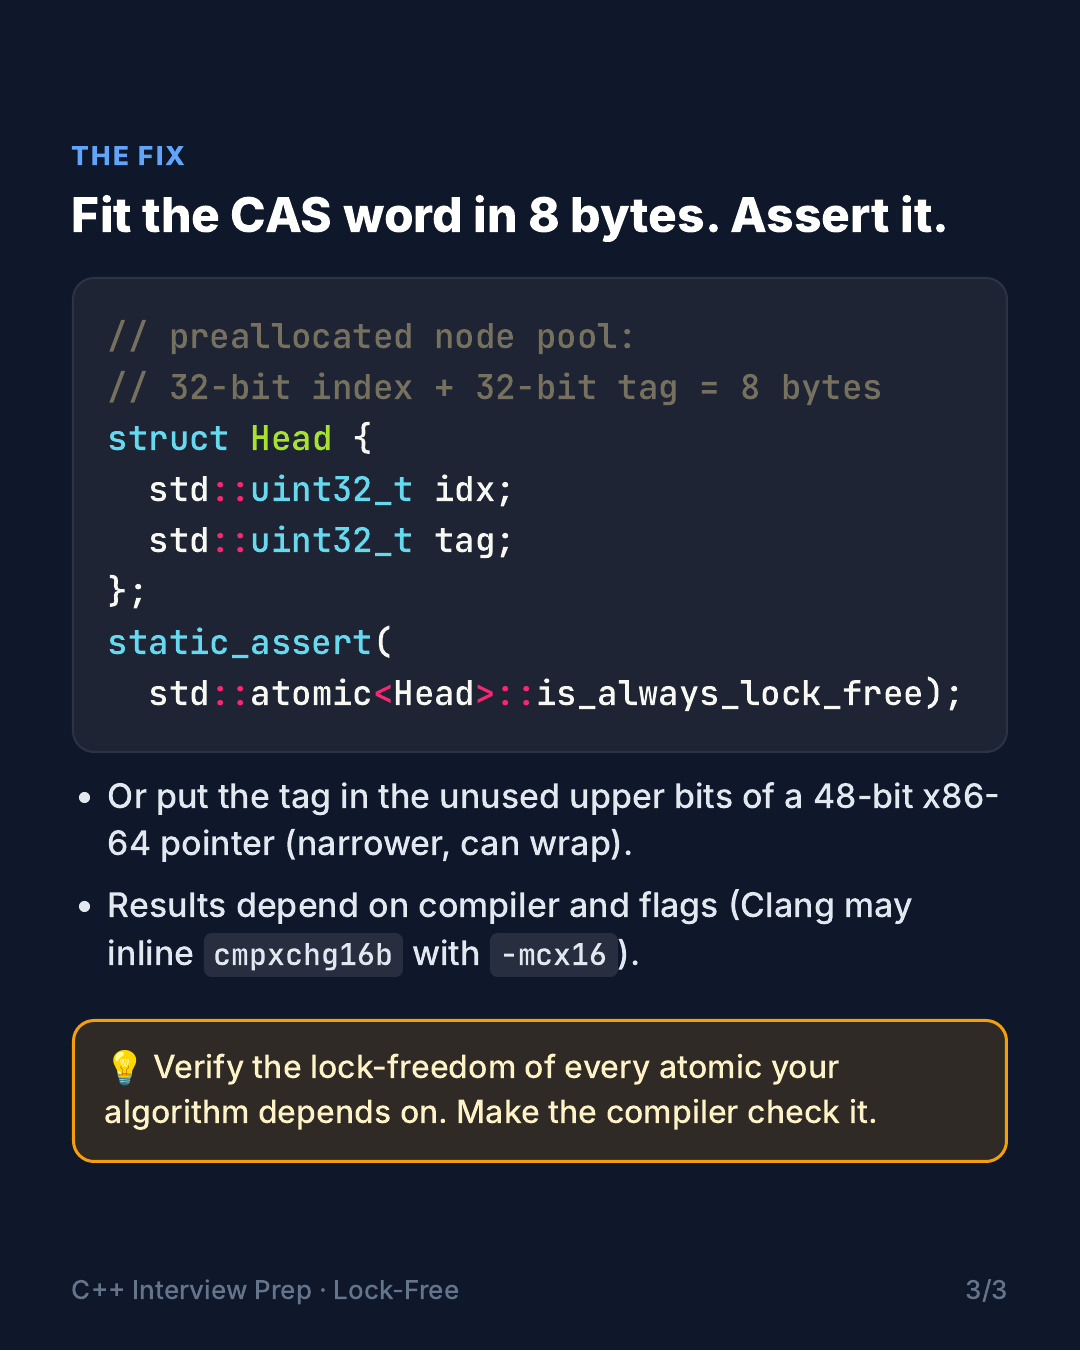 THE FIX
Fit the CAS word in 8 bytes. Assert it.
// preallocated node pool:
// 32-bit index + 32-bit tag = 8 bytes
struct Head {
  std::uint32_t idx;
  std::uint32_t tag;
};
static_assert(
  std::atomic<Head>::is_always_lock_free);
• Or put the tag in the unused upper bits of a 48-bit x86-
64 pointer (narrower, can wrap).
• Results depend on compiler and flags (Clang may
inline cmpxchg16b with -mcx16).
💡 Verify the lock-freedom of every atomic your
algorithm depends on. Make the compiler check it.
C++ Interview Prep · Lock-Free
3/3